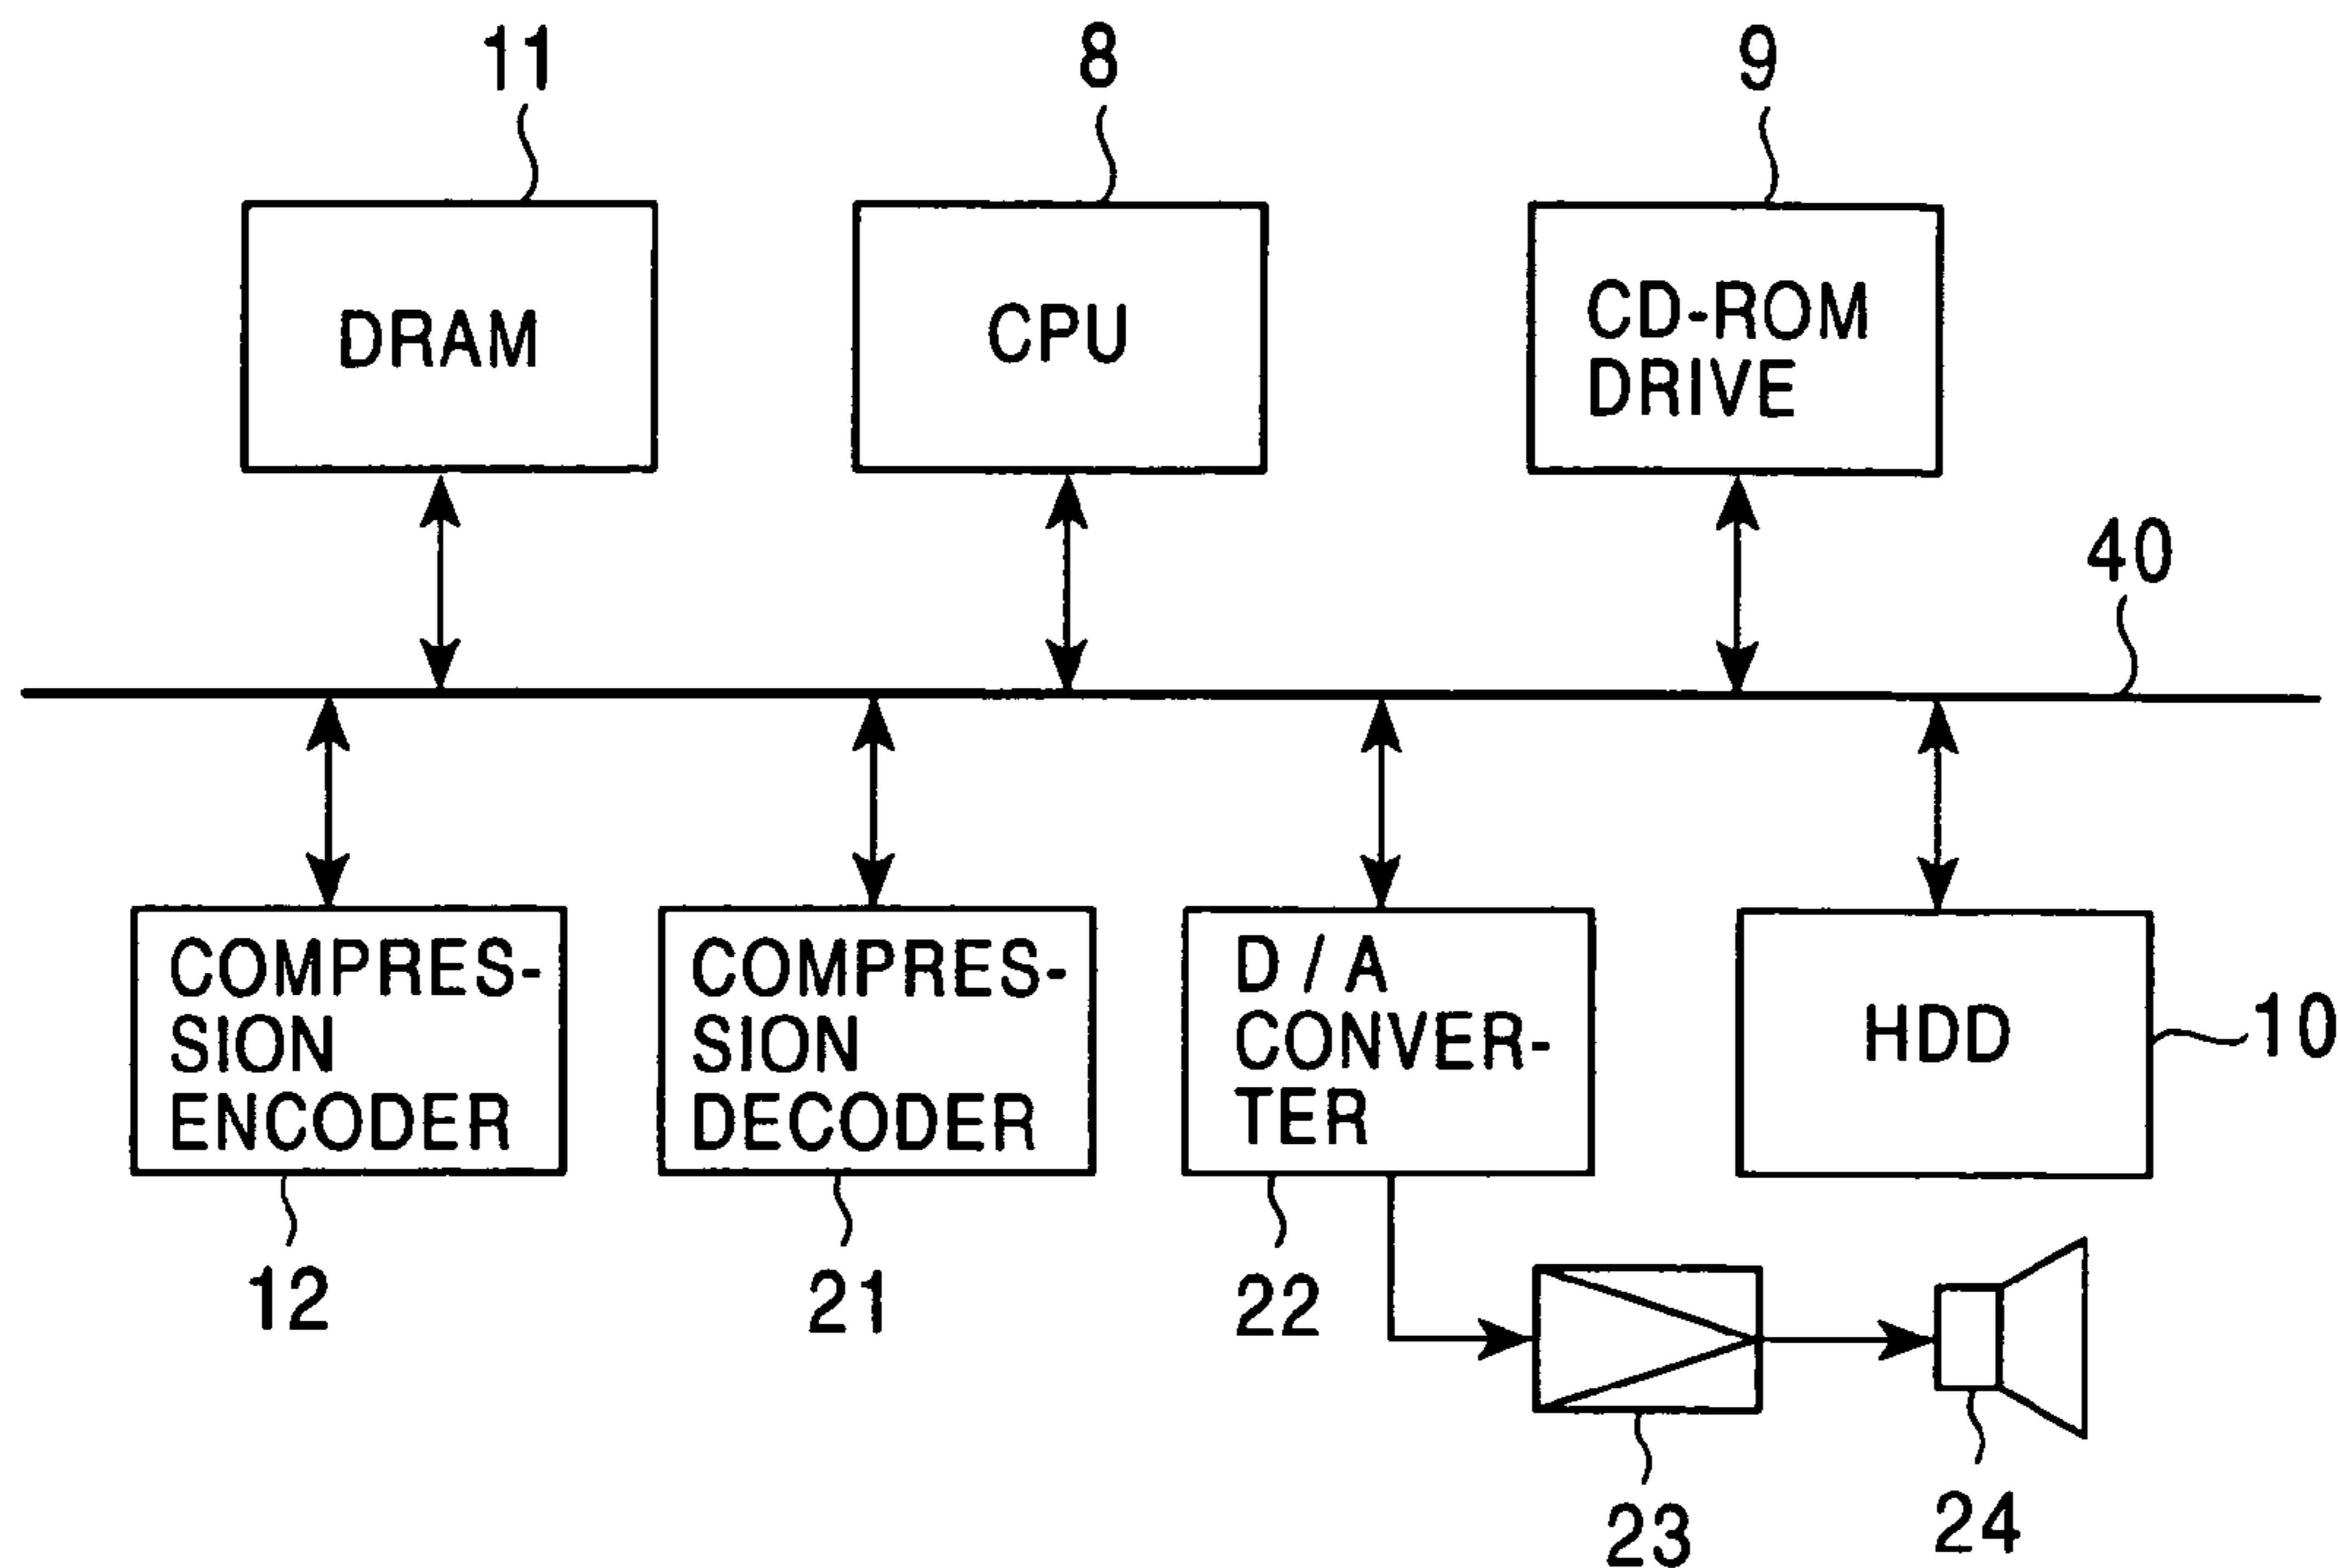 11
8
9
DRAM
CPU
CD-ROM
DRIVE
40
COMPRES-
SION
ENCODER
COMPRES-
SION
DECODER
D / A
CONVER-
TER
HDD
10
12
21
22
23
24